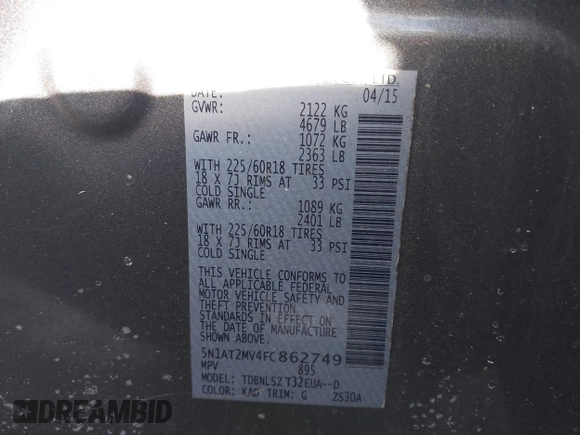 LTD.
DATE: 04/15
GVWR: 2122 KG
4679 LB
GAWR FR.: 1072 KG
2363 LB
WITH 225/60R18 TIRES
18 X 7J RIMS AT 33 PSI
COLD SINGLE
GAWR RR.: 1089 KG
2401 LB
WITH 225/60R18 TIRES
18 X 7J RIMS AT 33 PSI
COLD SINGLE
THIS VEHICLE CONFORMS TO
ALL APPLICABLE FEDERAL
MOTOR VEHICLE SAFETY AND
THEFT PREVENTION
STANDARDS IN EFFECT ON
THE DATE OF MANUFACTURE
SHOWN ABOVE.
5N1AT2MV4FC862749
MPV 895
MODEL: TDBNLSZ T32EUA--D
COLOR: KAD TRIM: G 2S30A
DREAMBID